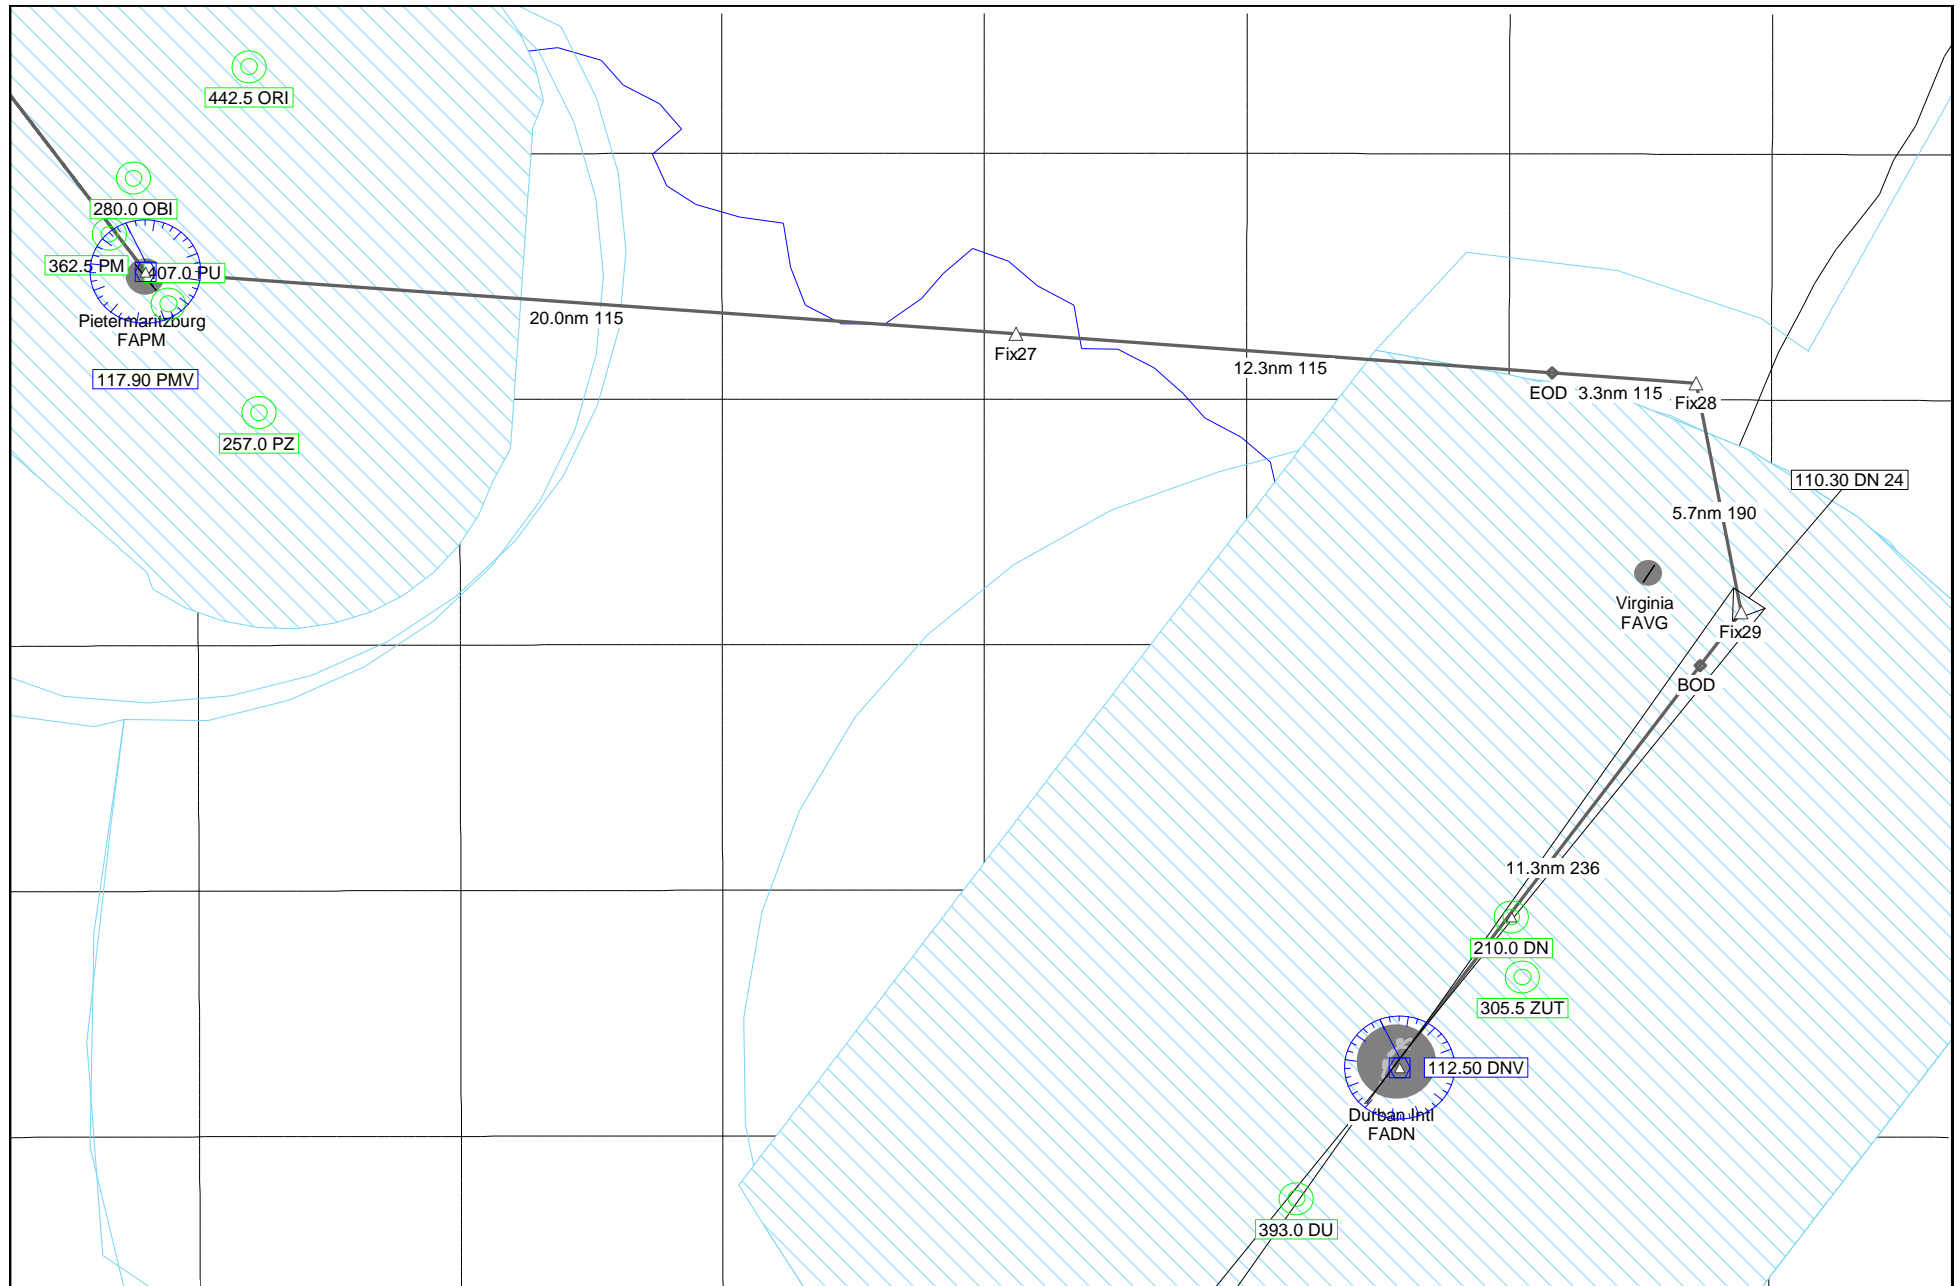 442.5 ORI
280.0 OBI
362.5 PM
407.0 PU
Pietermaritzburg
FAPM
117.90 PMV
257.0 PZ
20.0nm 115
Fix27
12.3nm 115
EOD
3.3nm 115
Fix28
110.30 DN 24
5.7nm 190
Virginia
FAVG
Fix29
BOD
11.3nm 236
210.0 DN
305.5 ZUT
112.50 DNV
Durban Intl
FADN
393.0 DU